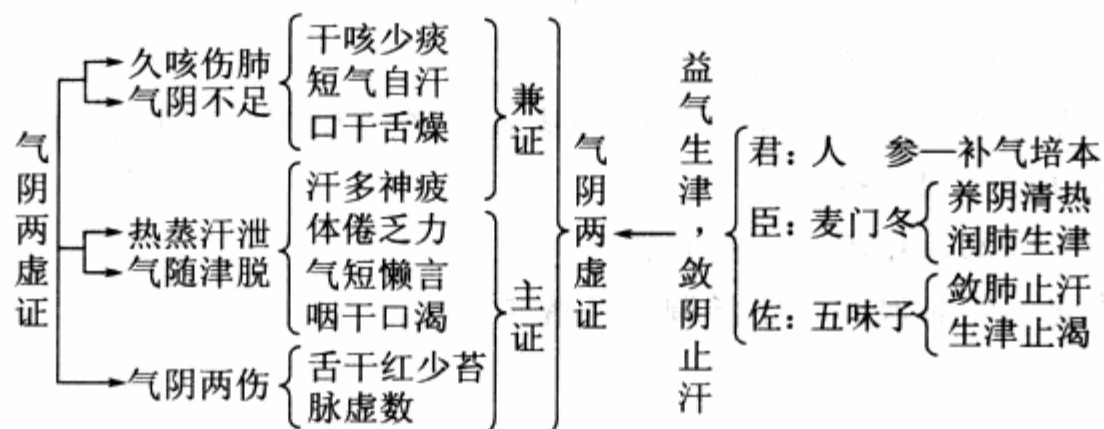 气阴两虚证
久咳伤肺
气阴不足
干咳少痰
短气自汗
口干舌燥
热蒸汗泄
气随津脱
汗多神疲
体倦乏力
气短懒言
咽干口渴
气阴两伤
舌干红少苔
脉虚数
兼证
主证
气阴两虚证
益气生津，敛阴止汗
君：人　参—补气培本
臣：麦门冬
养阴清热
润肺生津
佐：五味子
敛肺止汗
生津止渴